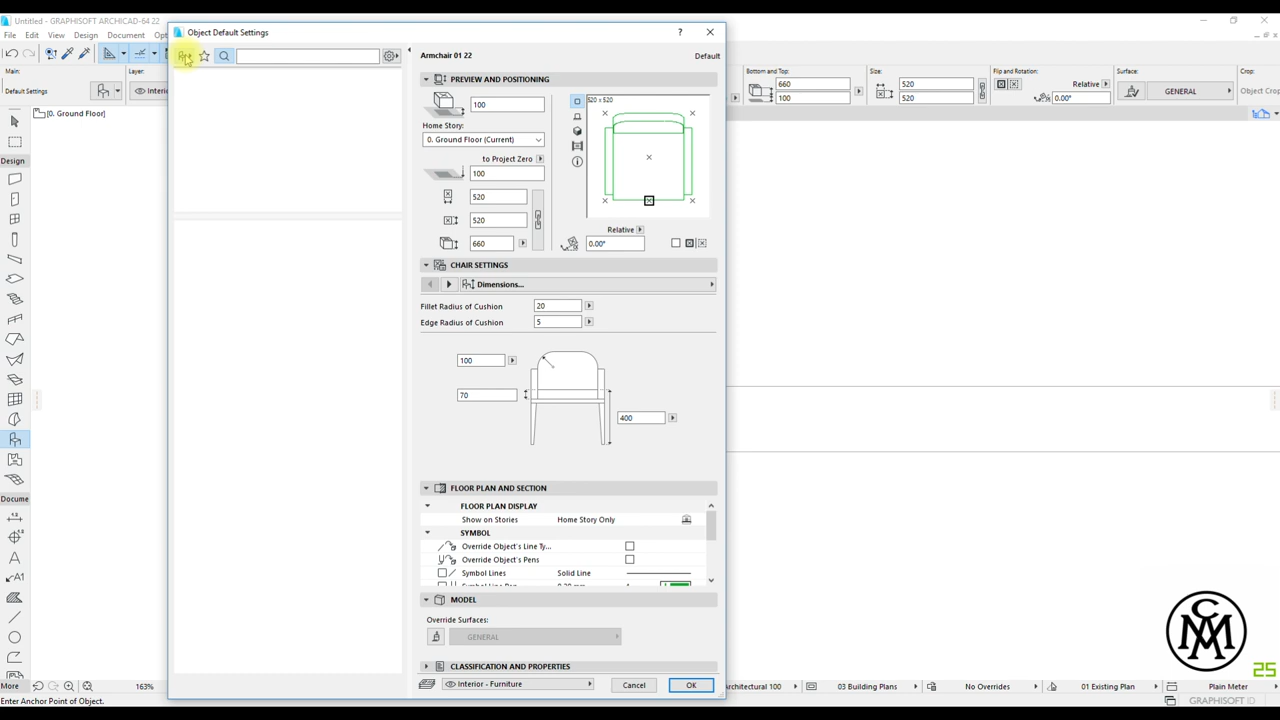 Untitled - GRAPHISOFT ARCHICAD-64 22
File Edit View Design Document
Main:
Layer:
Default Settings
[0. Ground Floor]
Design
Docume
More
163%
Enter Anchor Point of Object.
Object Default Settings
Armchair 01 22
Default
PREVIEW AND POSITIONING
100
Home Story:
0. Ground Floor (Current)
to Project Zero
100
520
520
660
520 x 520
Relative
0.00°
CHAIR SETTINGS
Dimensions...
Fillet Radius of Cushion 20
Edge Radius of Cushion 5
100
70
400
FLOOR PLAN AND SECTION
FLOOR PLAN DISPLAY
Show on Stories Home Story Only
SYMBOL
Override Object's Line Ty...
Override Object's Pens
Symbol Lines Solid Line
MODEL
Override Surfaces:
GENERAL
CLASSIFICATION AND PROPERTIES
Interior - Furniture
Cancel
OK
Bottom and Top:
660
100
Size:
520
520
Flip and Rotation:
Relative
0.00°
Surface:
GENERAL
Crop:
03 Building Plans
No Overrides
01 Existing Plan
Plain Meter
GRAPHISOFT ID
25